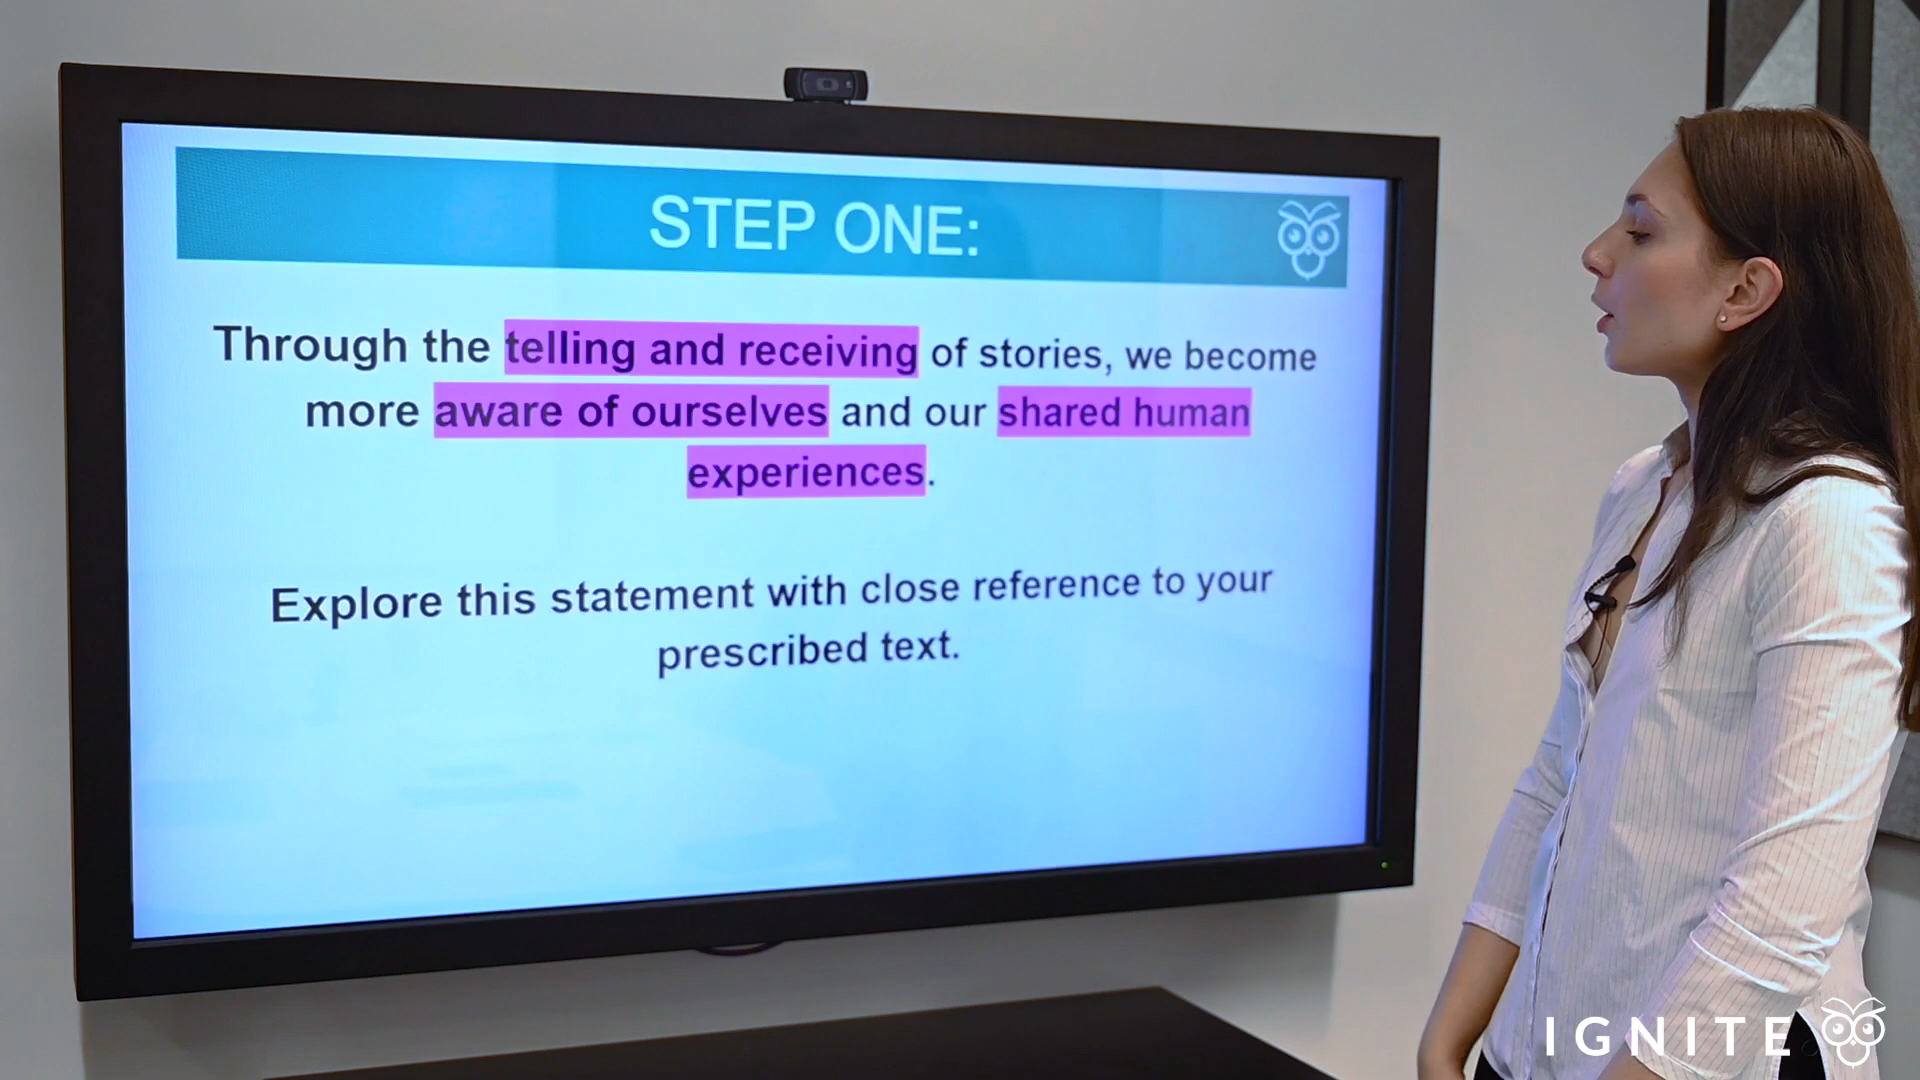 STEP ONE:
Through the telling and receiving of stories, we become
more aware of ourselves and our shared human
experiences.
Explore this statement with close reference to your
prescribed text.
IGNITE